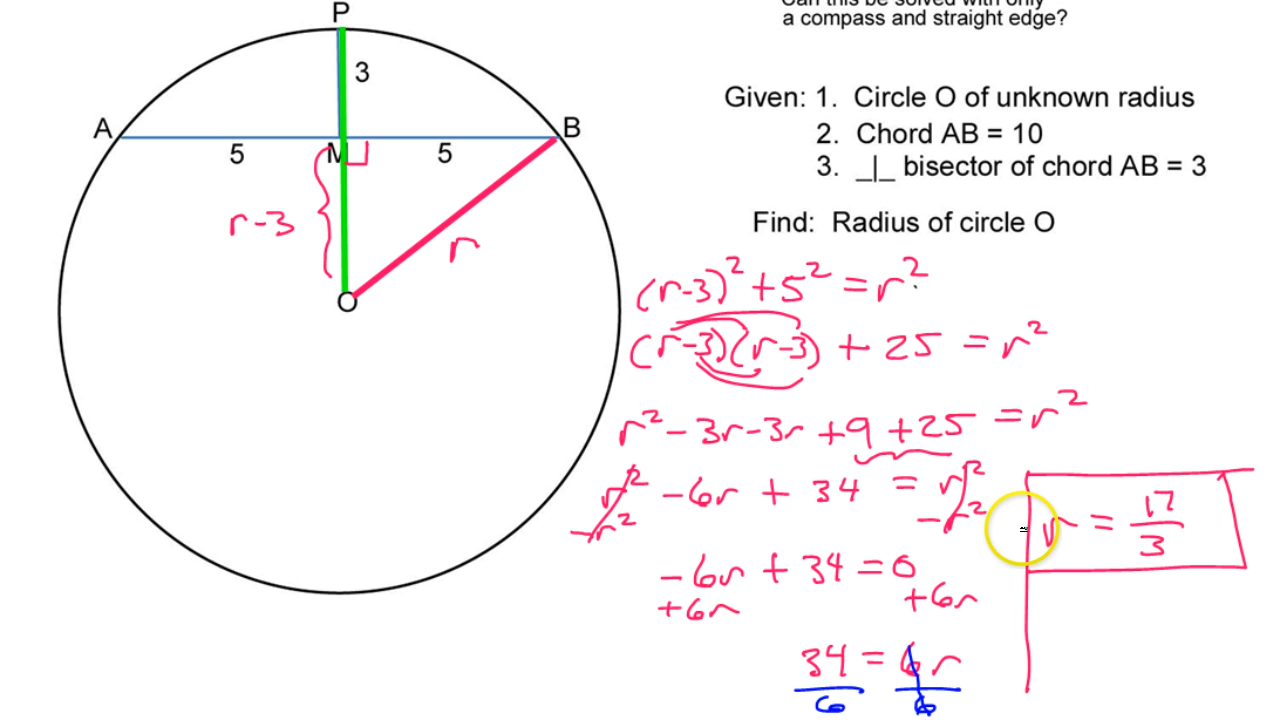 Can this be solved with only
a compass and straight edge?
P
3
A
B
5
M
5
r-3
r
O
Given: 1. Circle O of unknown radius
2. Chord AB = 10
3. _|_ bisector of chord AB = 3
Find: Radius of circle O
(r-3)² + 5² = r²
(r-3)(r-3) + 25 = r²
r² - 3r - 3r + 9 + 25 = r²
r² - 6r + 34 = r²
-r² -r²
-6r + 34 = 0
+6r +6r
34 = 6r
6 6
r = 17/3